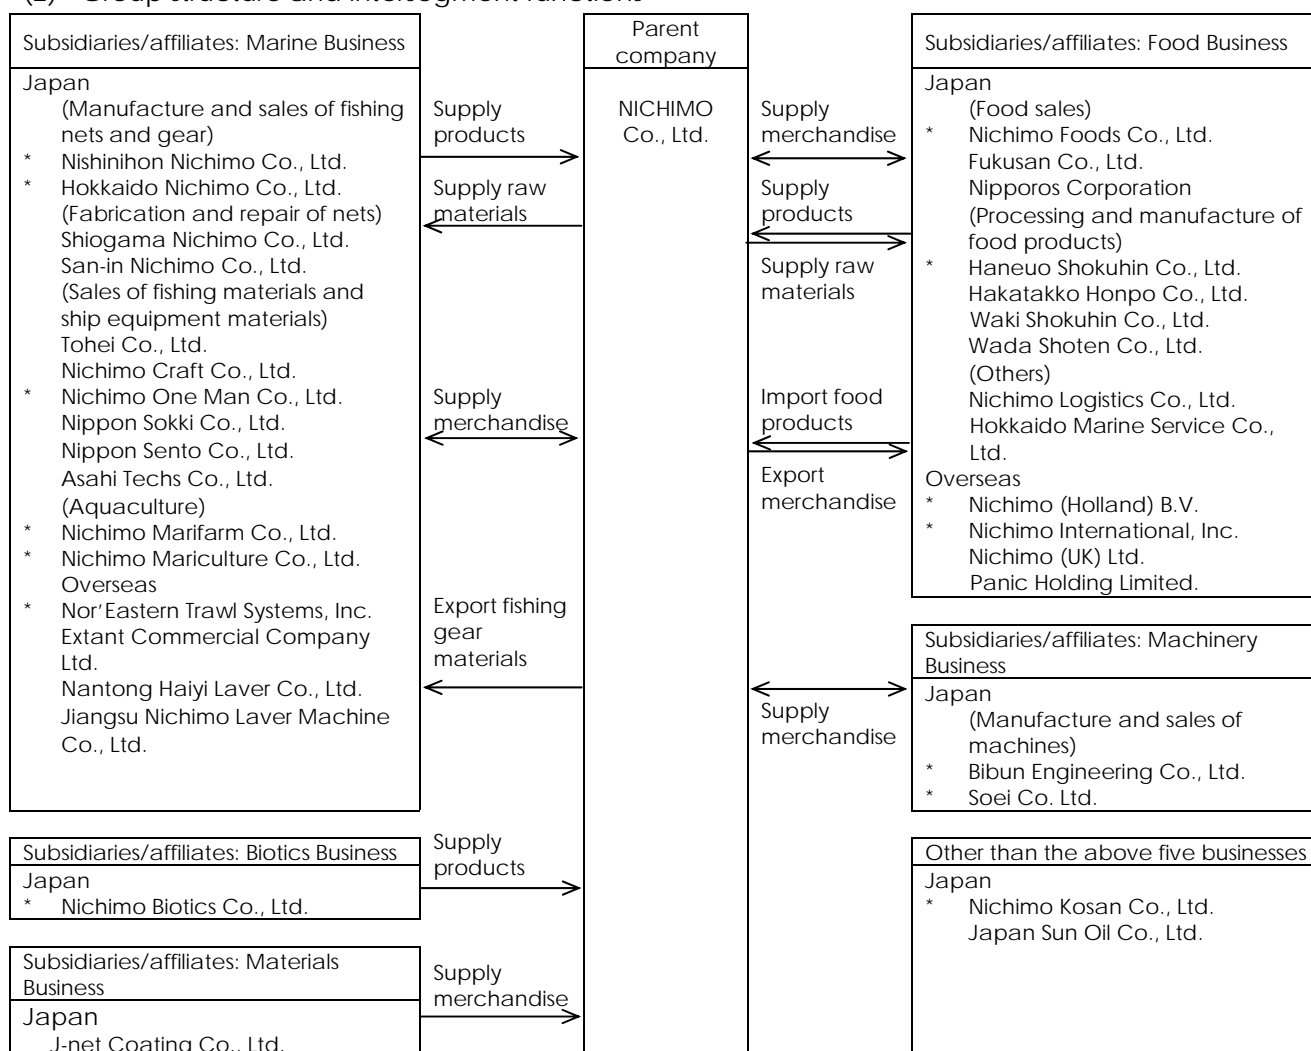 (2) Group structure and intersegment functions
Subsidiaries/affiliates: Marine Business
Japan
(Manufacture and sales of fishing
nets and gear)
* Nishinihon Nichimo Co., Ltd.
* Hokkaido Nichimo Co., Ltd.
(Fabrication and repair of nets)
Shiogama Nichimo Co., Ltd.
San-in Nichimo Co., Ltd.
(Sales of fishing materials and
ship equipment materials)
Tohei Co., Ltd.
Nichimo Craft Co., Ltd.
* Nichimo One Man Co., Ltd.
Nippon Sokki Co., Ltd.
Nippon Sento Co., Ltd.
Asahi Techs Co., Ltd.
(Aquaculture)
* Nichimo Marifarm Co., Ltd.
* Nichimo Mariculture Co., Ltd.
Overseas
* Nor’Eastern Trawl Systems, Inc.
Extant Commercial Company
Ltd.
Nantong Haiyi Laver Co., Ltd.
Jiangsu Nichimo Laver Machine
Co., Ltd.
Subsidiaries/affiliates: Biotics Business
Japan
* Nichimo Biotics Co., Ltd.
Subsidiaries/affiliates: Materials
Business
Japan
J-net Coating Co., Ltd.
Supply
products
Supply raw
materials
Supply
merchandise
Export fishing
gear
materials
Supply
products
Supply
merchandise
Parent
company
NICHIMO
Co., Ltd.
Supply
merchandise
Supply
products
Supply raw
materials
Import food
products
Export
merchandise
Supply
merchandise
Subsidiaries/affiliates: Food Business
Japan
(Food sales)
* Nichimo Foods Co., Ltd.
Fukusan Co., Ltd.
Nipporos Corporation
(Processing and manufacture of
food products)
* Haneuo Shokuhin Co., Ltd.
Hakatakko Honpo Co., Ltd.
Waki Shokuhin Co., Ltd.
Wada Shoten Co., Ltd.
(Others)
Nichimo Logistics Co., Ltd.
Hokkaido Marine Service Co.,
Ltd.
Overseas
* Nichimo (Holland) B.V.
* Nichimo International, Inc.
Nichimo (UK) Ltd.
Panic Holding Limited.
Subsidiaries/affiliates: Machinery
Business
Japan
(Manufacture and sales of
machines)
* Bibun Engineering Co., Ltd.
* Soei Co. Ltd.
Other than the above five businesses
Japan
* Nichimo Kosan Co., Ltd.
Japan Sun Oil Co., Ltd.